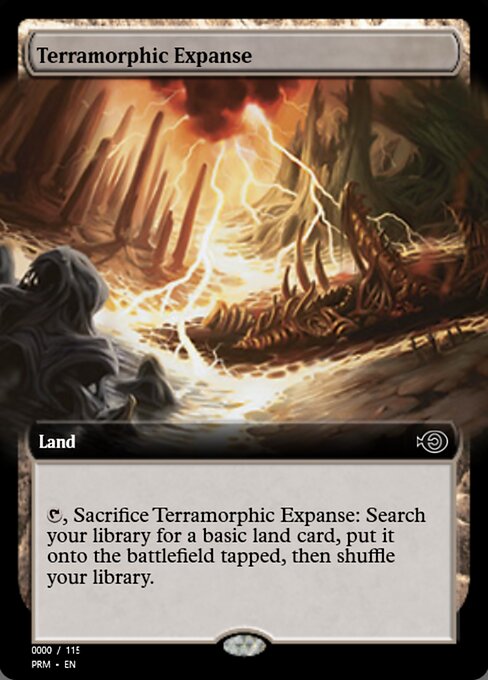 Terramorphic Expanse
Land
, Sacrifice Terramorphic Expanse: Search
your library for a basic land card, put it
onto the battlefield tapped, then shuffle
your library.
0000 / 115
PRM • EN